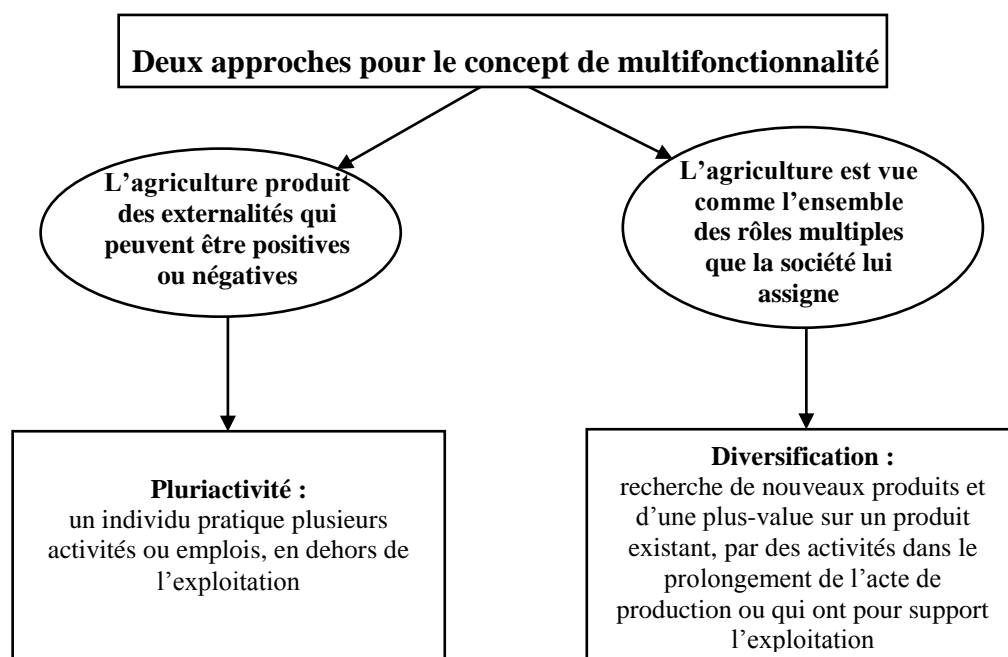 Deux approches pour le concept de multifonctionnalité
L’agriculture produit
des externalités qui
peuvent être positives
ou négatives
L’agriculture est vue
comme l’ensemble
des rôles multiples
que la société lui
assigne
Pluriactivité :
un individu pratique plusieurs
activités ou emplois, en dehors de
l’exploitation
Diversification :
recherche de nouveaux produits et
d’une plus-value sur un produit
existant, par des activités dans le
prolongement de l’acte de
production ou qui ont pour support
l’exploitation